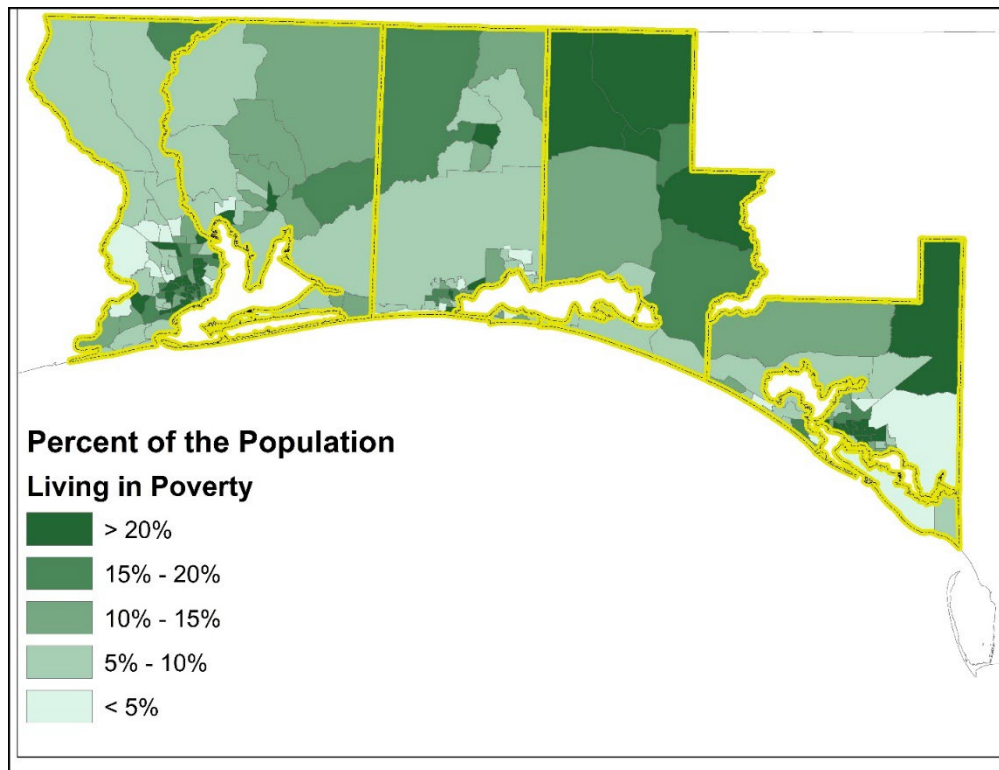 Percent of the Population
Living in Poverty
> 20%
15% - 20%
10% - 15%
5% - 10%
< 5%